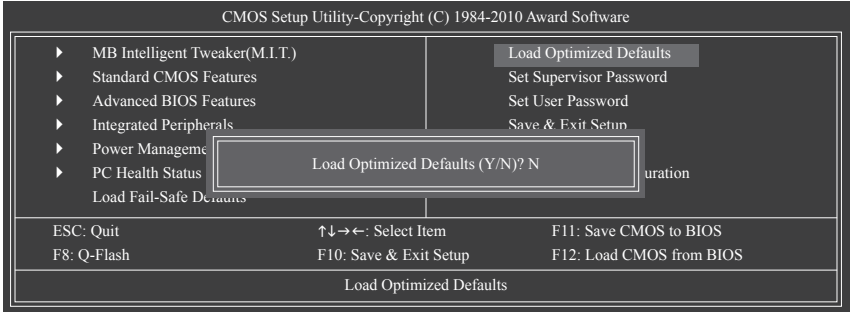 CMOS Setup Utility-Copyright (C) 1984-2010 Award Software
MB Intelligent Tweaker(M.I.T.)
Standard CMOS Features
Advanced BIOS Features
Integrated Peripherals
Power
PC Health Status
Load Fail-Safe Defaults
Load Optimized Defaults
Set Supervisor Password
Set User Password
Save & Exit Setup
Load Optimized Defaults (Y/N)? N
ESC: Quit ↑↓→←: Select Item F11: Save CMOS to BIOS
F8: Q-Flash F10: Save & Exit Setup F12: Load CMOS from BIOS
Load Optimized Defaults